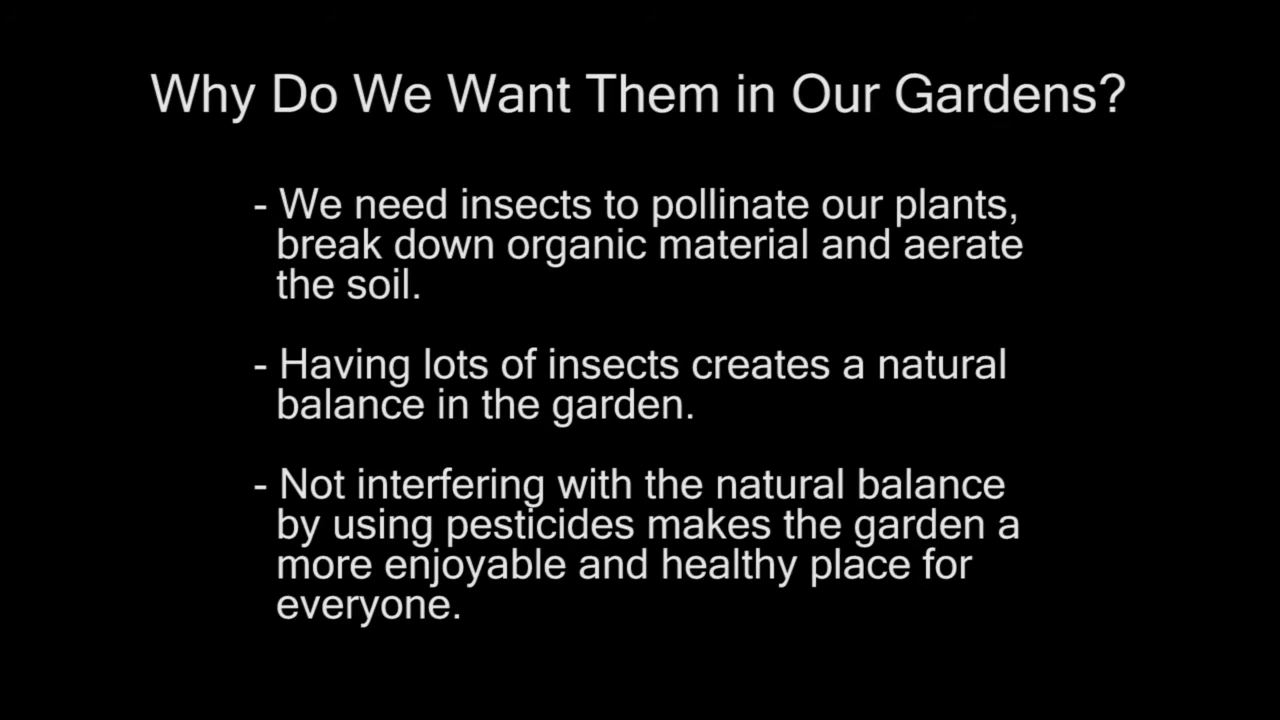 Why Do We Want Them in Our Gardens?
- We need insects to pollinate our plants,
break down organic material and aerate
the soil.
- Having lots of insects creates a natural
balance in the garden.
- Not interfering with the natural balance
by using pesticides makes the garden a
more enjoyable and healthy place for
everyone.